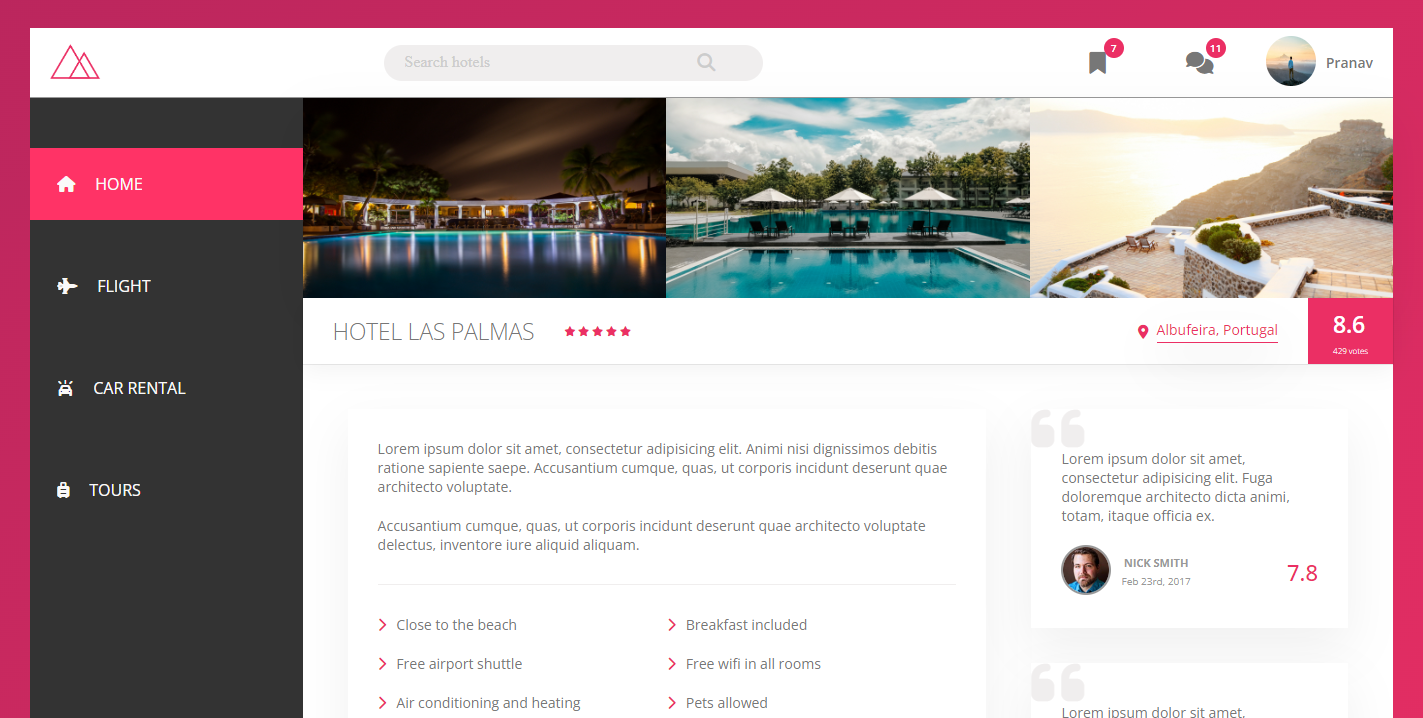 Search hotels
7
11
Pranav
HOME
FLIGHT
CAR RENTAL
TOURS
HOTEL LAS PALMAS
Albufeira, Portugal
8.6
429 votes
Lorem ipsum dolor sit amet, consectetur adipisicing elit. Animi nisi dignissimos debitis
ratione sapiente saepe. Accusantium cumque, quas, ut corporis incidunt deserunt quae
architecto voluptate.
Accusantium cumque, quas, ut corporis incidunt deserunt quae architecto voluptate
delectus, inventore iure aliquid aliquam.
Close to the beach
Breakfast included
Free airport shuttle
Free wifi in all rooms
Air conditioning and heating
Pets allowed
Lorem ipsum dolor sit amet,
consectetur adipisicing elit. Fuga
doloremque architecto dicta animi,
totam, itaque officia ex.
NICK SMITH
Feb 23rd, 2017
7.8
Lorem ipsum dolor sit amet,